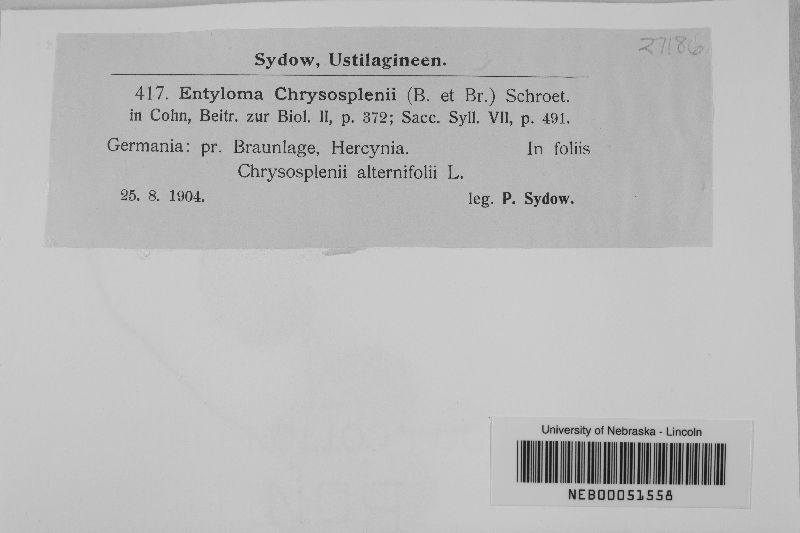 27186
Sydow, Ustilagineen.
417. Entyloma Chrysosplenii (B. et Br.) Schroet.
in Cohn, Beitr. zur Biol. II, p. 372; Sacc. Syll. VII, p. 491.
Germania: pr. Braunlage, Hercynia. In foliis
Chrysosplenii alternifolii L.
25. 8. 1904. leg. P. Sydow.
University of Nebraska - Lincoln
NEB00051558